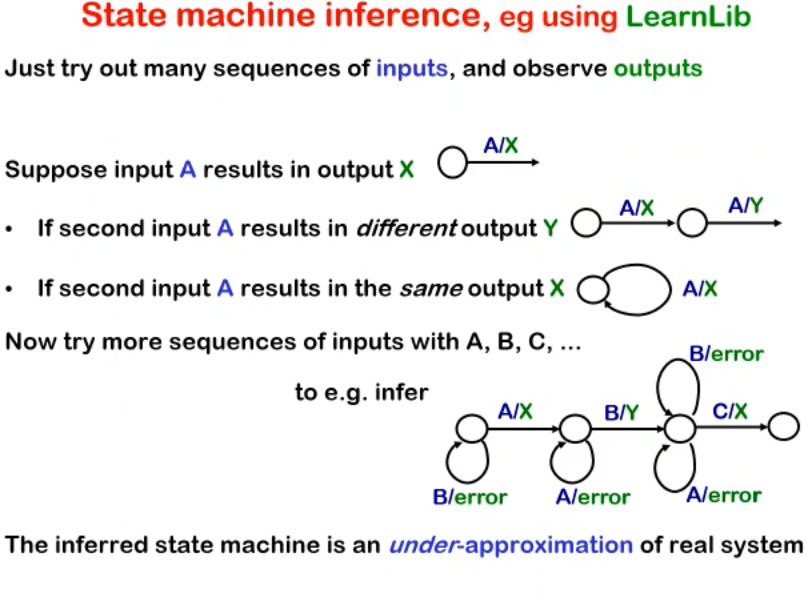 State machine inference, eg using LearnLib
Just try out many sequences of inputs, and observe outputs
Suppose input A results in output X
A/X
• If second input A results in different output Y
A/X
A/Y
• If second input A results in the same output X
A/X
Now try more sequences of inputs with A, B, C, ...
to e.g. infer
B/error
A/X
B/Y
C/X
B/error
A/error
A/error
The inferred state machine is an under-approximation of real system